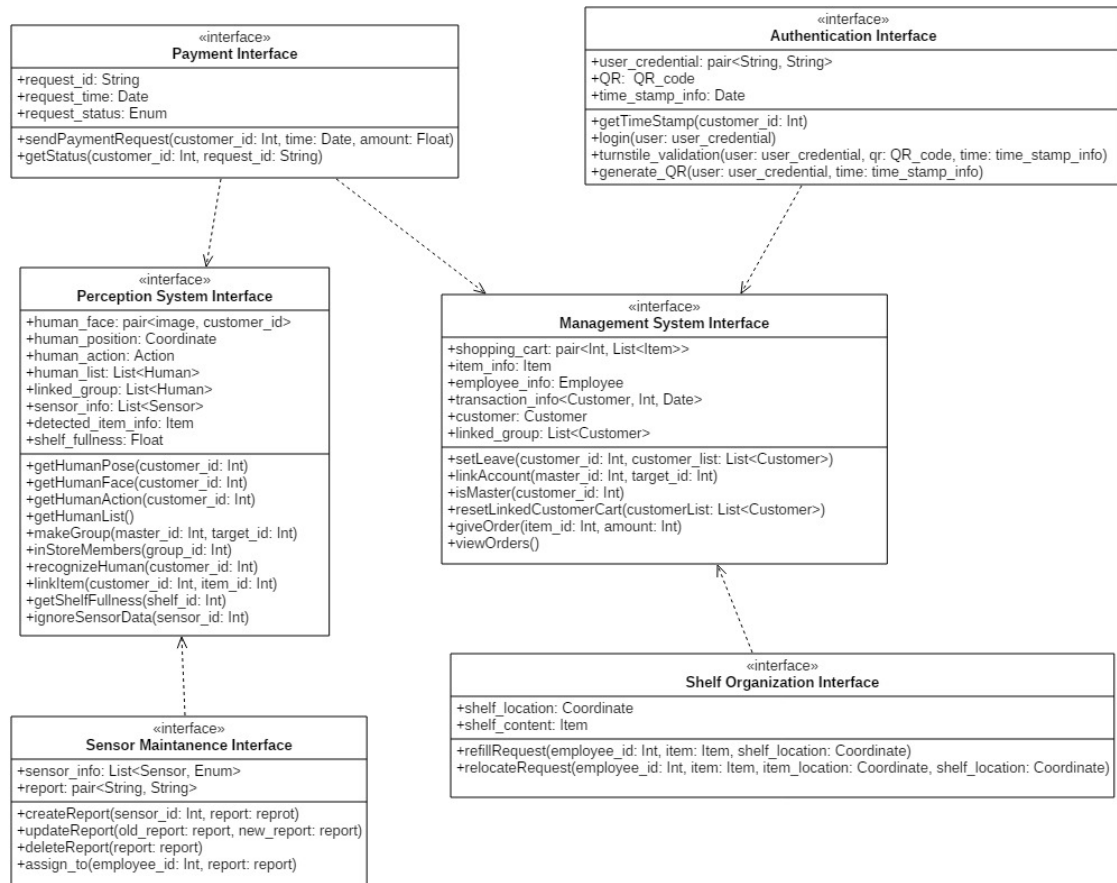 «interface»
Payment Interface
+request_id: String
+request_time: Date
+request_status: Enum
+sendPaymentRequest(customer_id: Int, time: Date, amount: Float)
+getStatus(customer_id: Int, request_id: String)
«interface»
Authentication Interface
+user_credential: pair<String, String>
+QR: QR_code
+time_stamp_info: Date
+getTimeStamp(customer_id: Int)
+login(user: user_credential)
+turnstile_validation(user: user_credential, qr: QR_code, time: time_stamp_info)
+generate_QR(user: user_credential, time: time_stamp_info)
«interface»
Perception System Interface
+human_face: pair<image, customer_id>
+human_position: Coordinate
+human_action: Action
+human_list: List<Human>
+linked_group: List<Human>
+sensor_info: List<Sensor>
+detected_item_info: Item
+shelf_fullness: Float
+getHumanPose(customer_id: Int)
+getHumanFace(customer_id: Int)
+getHumanAction(customer_id: Int)
+getHumanList()
+makeGroup(master_id: Int, target_id: Int)
+inStoreMembers(group_id: Int)
+recognizeHuman(customer_id: Int)
+linkItem(customer_id: Int, item_id: Int)
+getShelfFullness(shelf_id: Int)
+ignoreSensorData(sensor_id: Int)
«interface»
Management System Interface
+shopping_cart: pair<Int, List<Item>>
+item_info: Item
+employee_info: Employee
+transaction_info<Customer, Int, Date>
+customer: Customer
+linked_group: List<Customer>
+setLeave(customer_id: Int, customer_list: List<Customer>)
+linkAccount(master_id: Int, target_id: Int)
+isMaster(customer_id: Int)
+resetLinkedCustomerCart(customerList: List<Customer>)
+giveOrder(item_id: Int, amount: Int)
+viewOrders()
«interface»
Sensor Maintanence Interface
+sensor_info: List<Sensor, Enum>
+report: pair<String, String>
+createReport(sensor_id: Int, report: reprot)
+updateReport(old_report: report, new_report: report)
+deleteReport(report: report)
+assign_to(employee_id: Int, report: report)
«interface»
Shelf Organization Interface
+shelf_location: Coordinate
+shelf_content: Item
+refillRequest(employee_id: Int, item: Item, shelf_location: Coordinate)
+relocateRequest(employee_id: Int, item: Item, item_location: Coordinate, shelf_location: Coordinate)